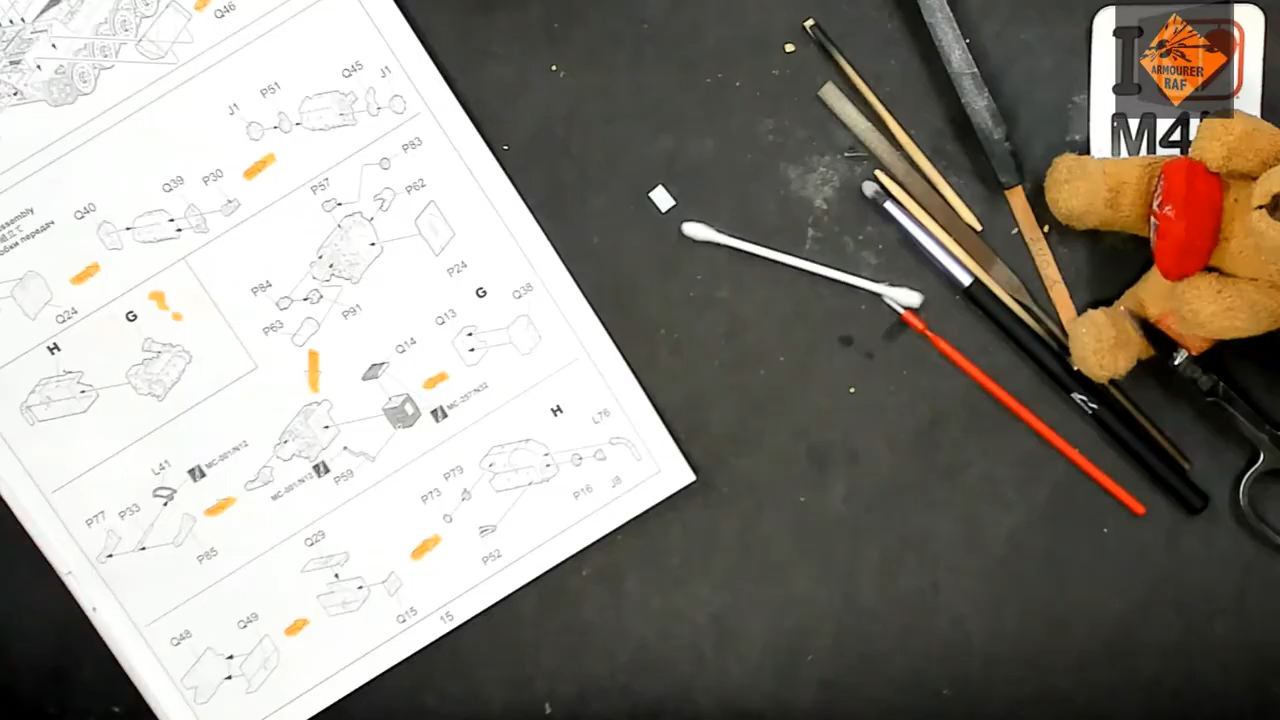 Q46
Q45
J1
P51
J1
P83
Q39
P30
P57
P62
Q40
Q24
P84
P24
P63
P91
G
Q38
Q13
G
H
Q14
MC-257/N32
H
L76
L41
MC-001/N12
MC-001/N12
P59
P79
P73
P16
J8
P77
P33
P85
Q29
P52
Q15
15
Q49
Q48
I
M4
ARMOURER
RAF